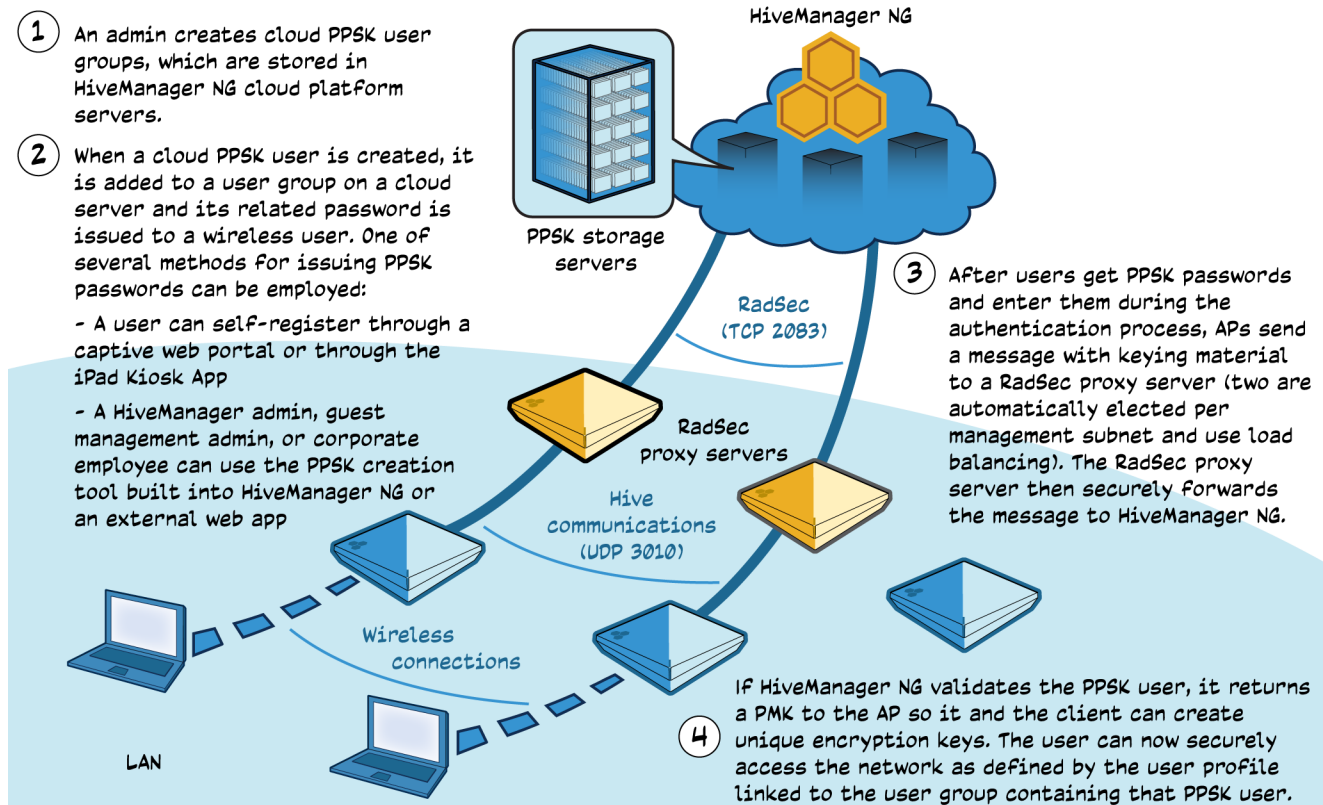 HiveManager NG
1
An admin creates cloud PPSK user
groups, which are stored in
HiveManager NG cloud platform
servers.
2
When a cloud PPSK user is created, it
is added to a user group on a cloud
server and its related password is
issued to a wireless user. One of
several methods for issuing PPSK
passwords can be employed:
- A user can self-register through a
captive web portal or through the
iPad Kiosk App
- A HiveManager admin, guest
management admin, or corporate
employee can use the PPSK creation
tool built into HiveManager NG or
an external web app
PPSK storage
servers
RadSec
(TCP 2083)
3
After users get PPSK passwords
and enter them during the
authentication process, APs send
a message with keying material
to a RadSec proxy server (two are
automatically elected per
management subnet and use load
balancing). The RadSec proxy
server then securely forwards
the message to HiveManager NG.
RadSec
proxy servers
Hive
communications
(UDP 3010)
Wireless
connections
LAN
4
If HiveManager NG validates the PPSK user, it returns
a PMK to the AP so it and the client can create
unique encryption keys. The user can now securely
access the network as defined by the user profile
linked to the user group containing that PPSK user.